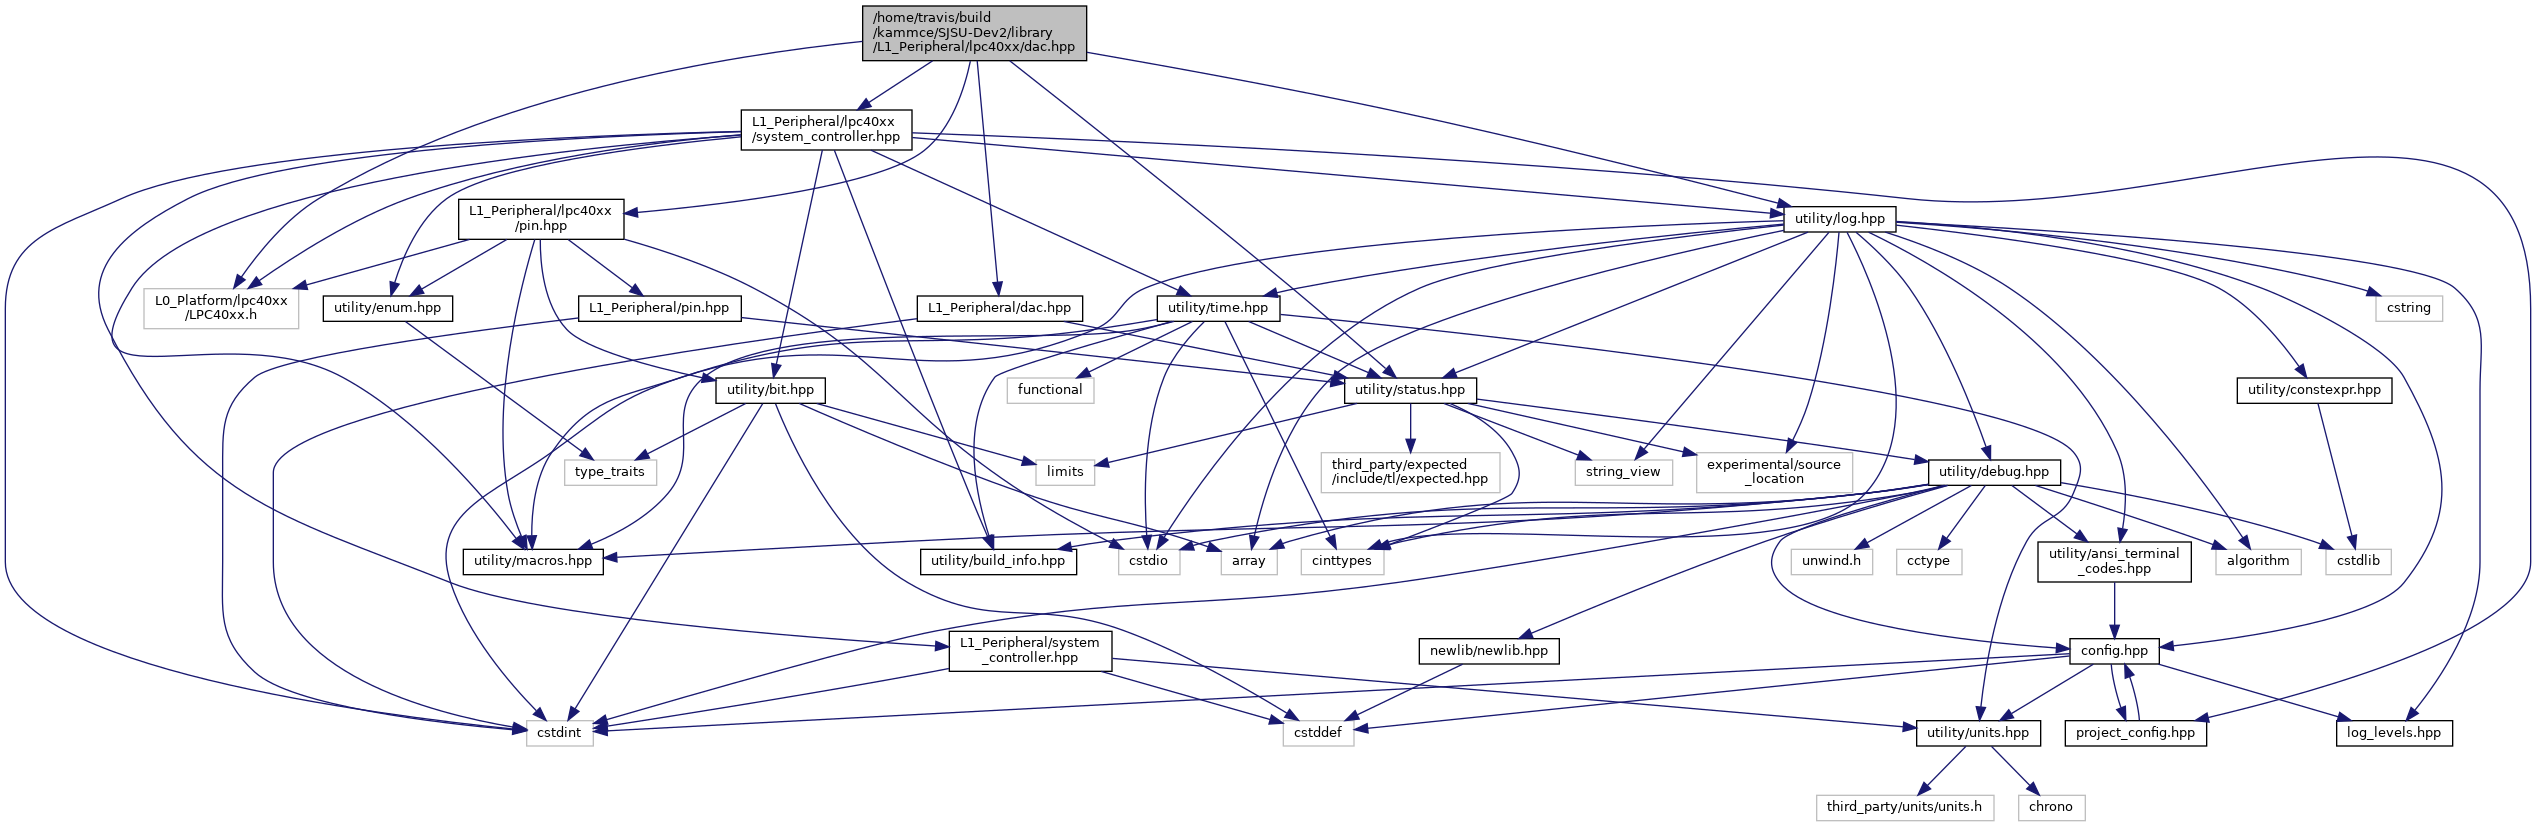 /home/travis/build
/kammce/SJSU-Dev2/library
/L1_Peripheral/lpc40xx/dac.hpp
L1_Peripheral/lpc40xx
/system_controller.hpp
L1_Peripheral/lpc40xx
/pin.hpp
utility/log.hpp
L0_Platform/lpc40xx
/LPC40xx.h
utility/enum.hpp
L1_Peripheral/pin.hpp
L1_Peripheral/dac.hpp
utility/time.hpp
cstring
functional
utility/bit.hpp
utility/status.hpp
utility/constexpr.hpp
type_traits
limits
third_party/expected
/include/tl/expected.hpp
string_view
experimental/source
_location
utility/debug.hpp
utility/macros.hpp
utility/build_info.hpp
cstdio
array
cinttypes
unwind.h
cctype
utility/ansi_terminal
_codes.hpp
algorithm
cstdlib
L1_Peripheral/system
_controller.hpp
newlib/newlib.hpp
config.hpp
cstdint
cstddef
utility/units.hpp
project_config.hpp
log_levels.hpp
third_party/units/units.h
chrono